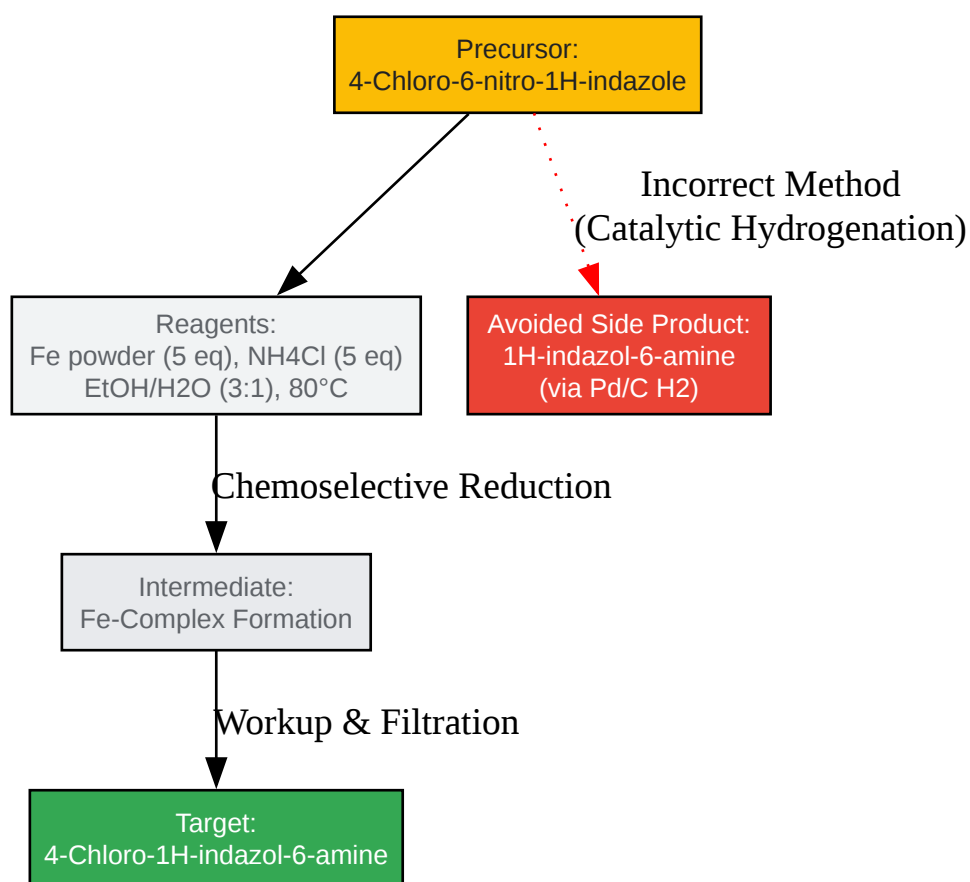 Precursor:
4-Chloro-6-nitro-1H-indazole
Incorrect Method
(Catalytic Hydrogenation)
Reagents:
Fe powder (5 eq), NH4Cl (5 eq)
EtOH/H2O (3:1), 80°C
Avoided Side Product:
1H-indazol-6-amine
(via Pd/C H2)
Chemoselective Reduction
Intermediate:
Fe-Complex Formation
Workup & Filtration
Target:
4-Chloro-1H-indazol-6-amine